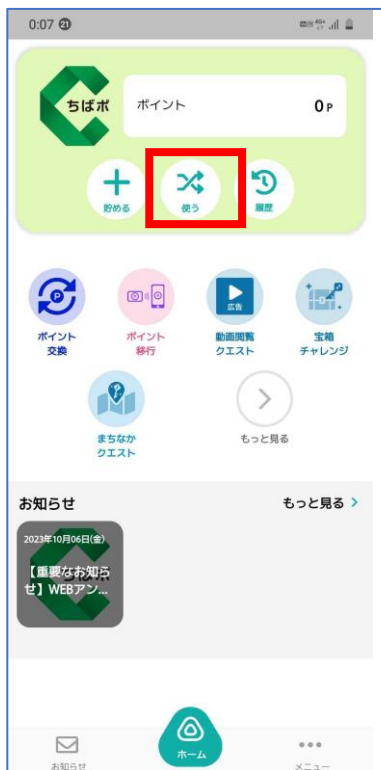 0:07 21
4G+
ちばポ
ポイント 0 P
貯める 使う 履歴
P
広告
ポイント
交換
ポイント
移行
動画閲覧
クエスト
宝箱
チャレンジ
まちなか
クエスト
もっと見る
お知らせ もっと見る
2023年10月06日(金)
【重要なお知ら
せ】WEBアン...
お知らせ ホーム メニュー